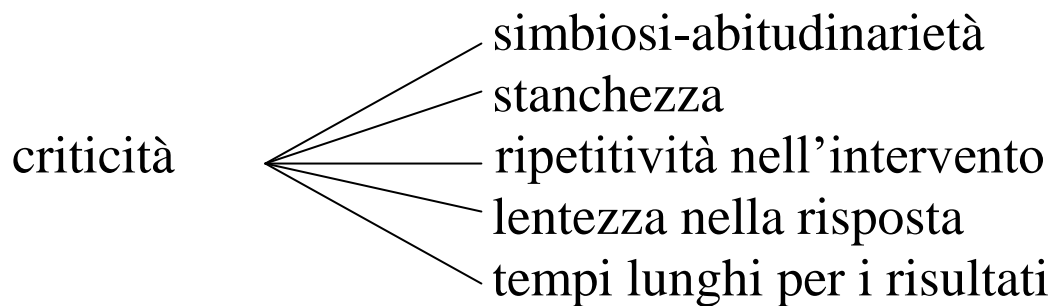 simbiosi-abitudinarietà
stanchezza
criticità
ripetitività nell’intervento
lentezza nella risposta
tempi lunghi per i risultati